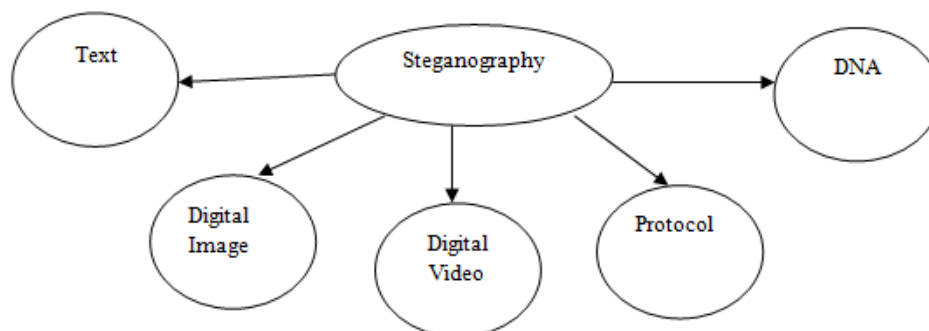 Text
Steganography
DNA
Digital
Image
Digital
Video
Protocol